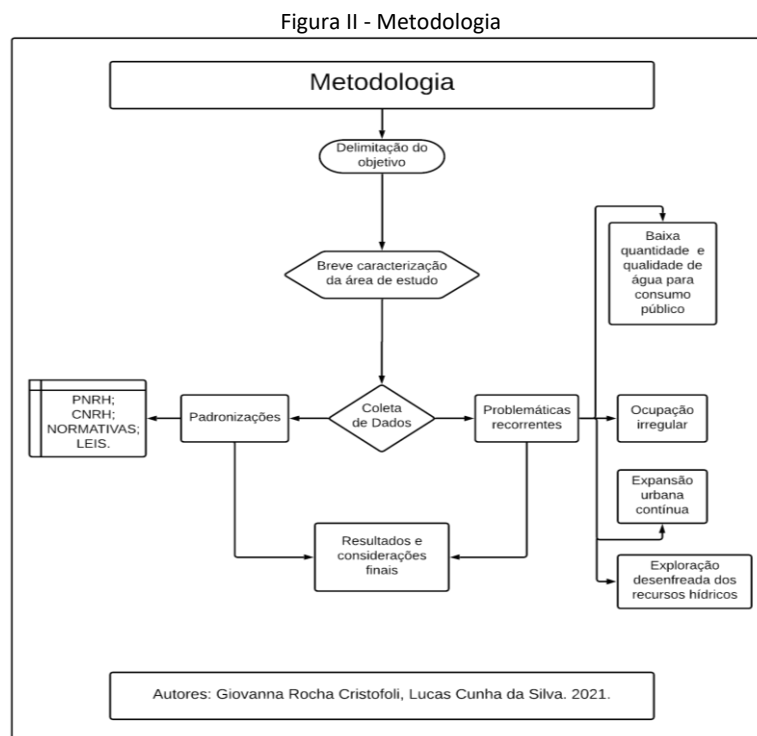 Figura II - Metodologia
Metodologia
Delimitação do
objetivo
Breve caracterização
da área de estudo
Coleta
de Dados
Padronizações
PNRH;
CNRH;
NORMATIVAS;
LEIS.
Problemáticas
recorrentes
Baixa
quantidade e
qualidade de
água para
consumo
público
Ocupação
irregular
Expansão
urbana
contínua
Exploração
desenfreada dos
recursos hídricos
Resultados e
considerações
finais
Autores: Giovanna Rocha Cristofoli, Lucas Cunha da Silva. 2021.